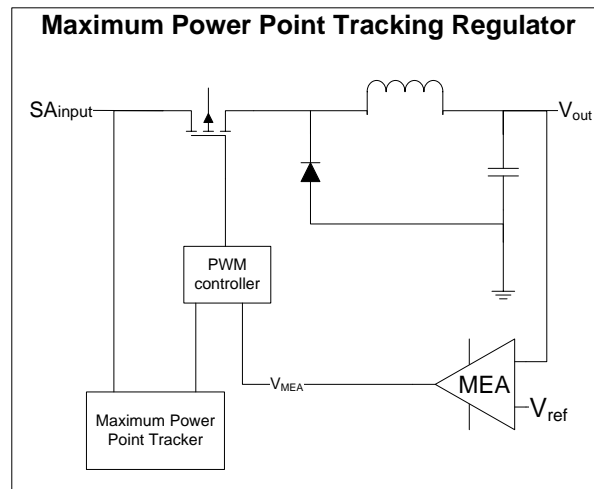 Maximum Power Point Tracking Regulator
SAinput
Vout
PWM
controller
VMEA
MEA
Vref
Maximum Power
Point Tracker